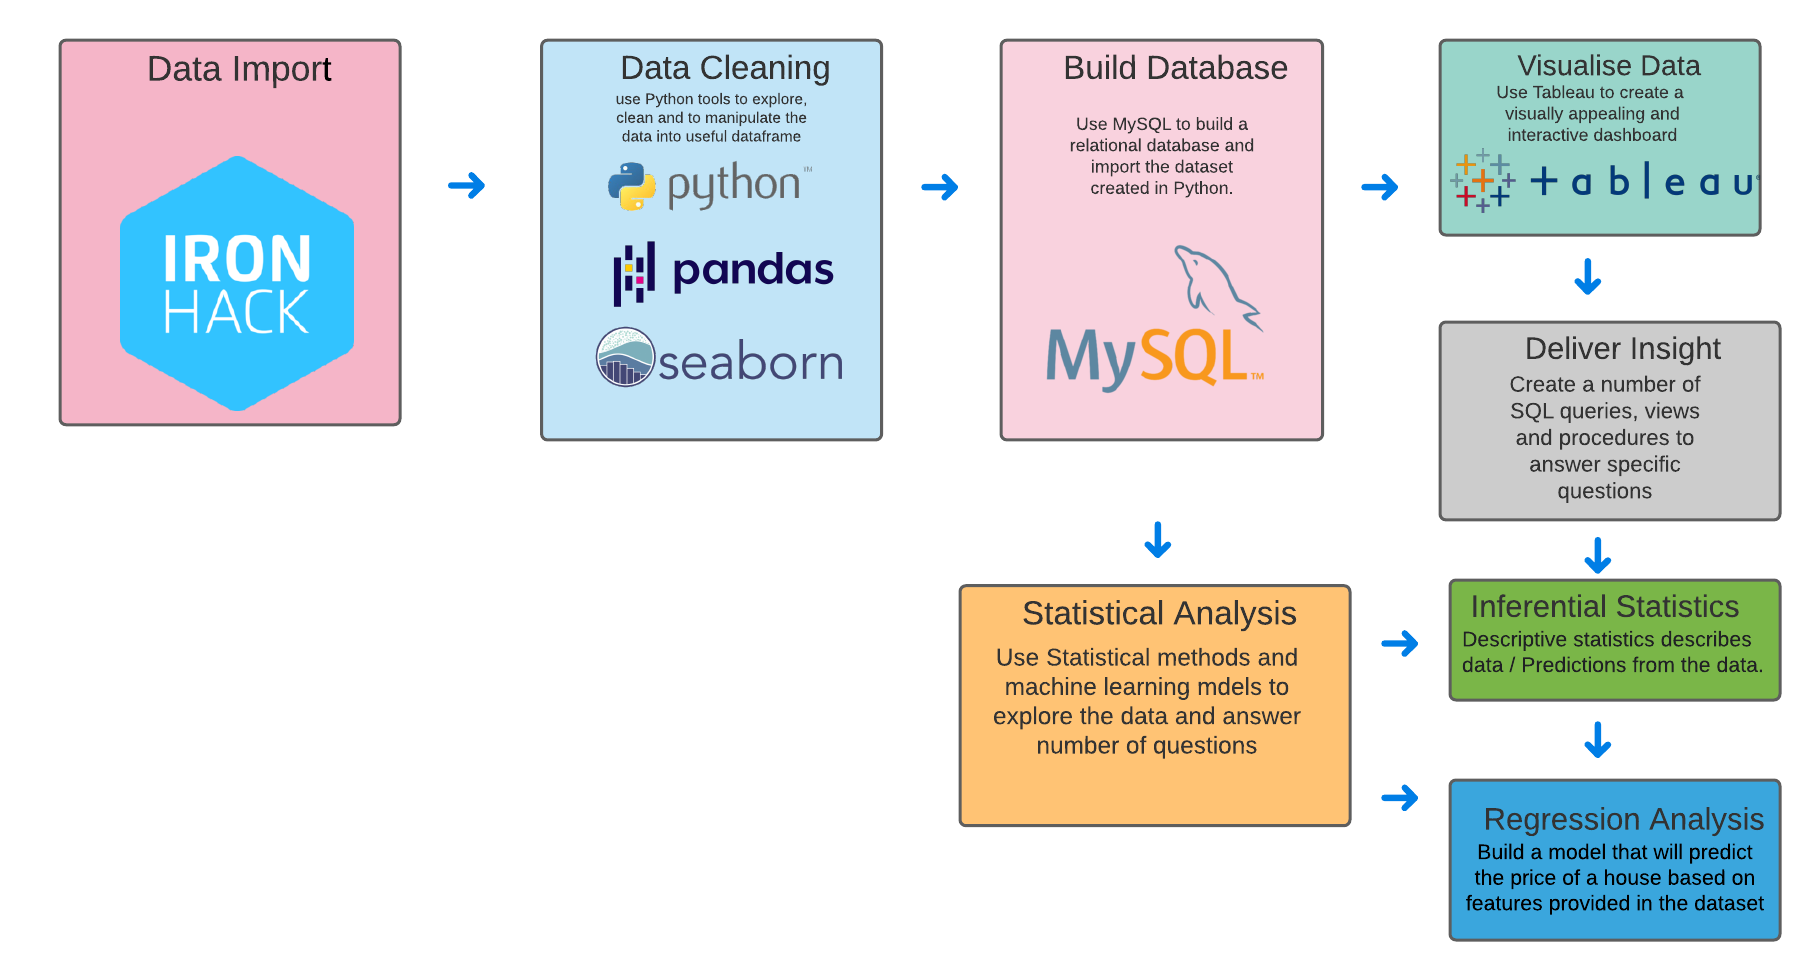 Data Import
IRON
HACK
Data Cleaning
use Python tools to explore,
clean and to manipulate the
data into useful dataframe
python™
pandas
seaborn
Build Database
Use MySQL to build a
relational database and
import the dataset
created in Python.
MySQL™
Visualise Data
Use Tableau to create a
visually appealing and
interactive dashboard
tableau
Deliver Insight
Create a number of
SQL queries, views
and procedures to
answer specific
questions
Statistical Analysis
Use Statistical methods and
machine learning mdels to
explore the data and answer
number of questions
Inferential Statistics
Descriptive statistics describes
data / Predictions from the data.
Regression Analysis
Build a model that will predict
the price of a house based on
features provided in the dataset